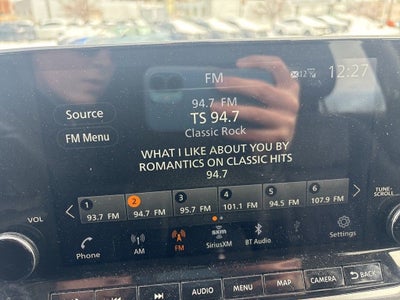 FM
12
12:27
94.7 FM
TS 94.7
Classic Rock
Source
FM Menu
WHAT I LIKE ABOUT YOU BY
ROMANTICS ON CLASSIC HITS
94.7
TUNE-
SCROLL
1
93.7 FM
2
94.7 FM
3
95.7 FM
4
101.1 FM
5
94.5 FM
6
107.9 FM
VOL
Phone
AM
FM
sxm
SiriusXM
BT Audio
Settings
AUDIO
MENU
MAP
CAMERA
BACK